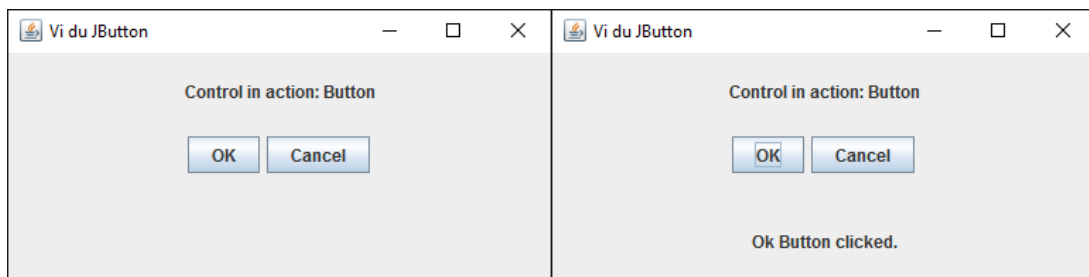 Vi du JButton
Control in action: Button
OK Cancel
Vi du JButton
Control in action: Button
OK Cancel
Ok Button clicked.